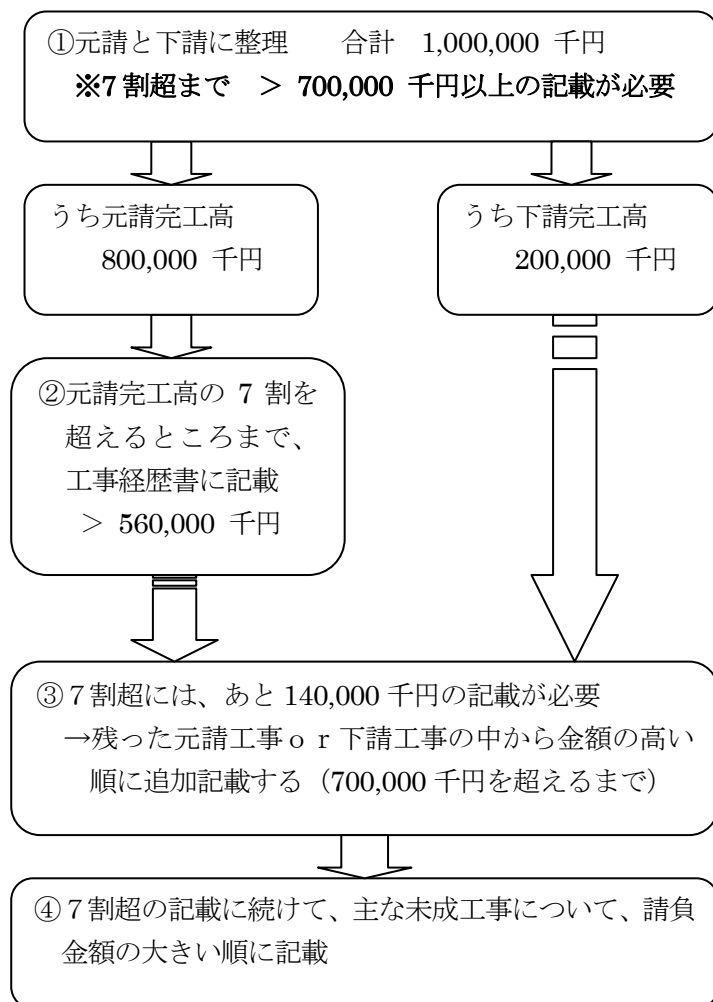 ①元請と下請に整理　　合計　1,000,000 千円
※7 割超まで　＞ 700,000 千円以上の記載が必要
うち元請完工高
800,000 千円
うち下請完工高
200,000 千円
②元請完工高の 7 割を
超えるところまで、
工事経歴書に記載
＞ 560,000 千円
③７割超には、あと 140,000 千円の記載が必要
→残った元請工事ｏｒ下請工事の中から金額の高い
順に追加記載する（700,000 千円を超えるまで）
④７割超の記載に続けて、主な未成工事について、請負
金額の大きい順に記載